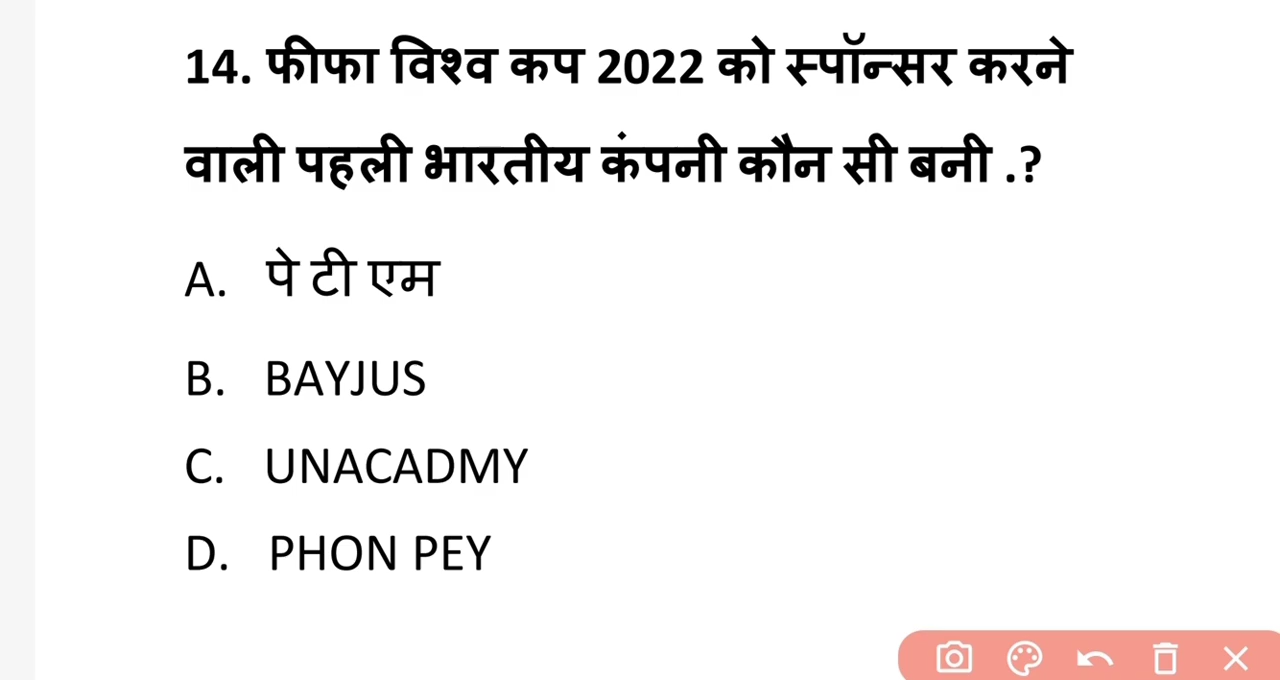 14. फीफा विश्व कप 2022 को स्पॉन्सर करने
वाली पहली भारतीय कंपनी कौन सी बनी .?
A. पे टी एम
B. BAYJUS
C. UNACADMY
D. PHON PEY